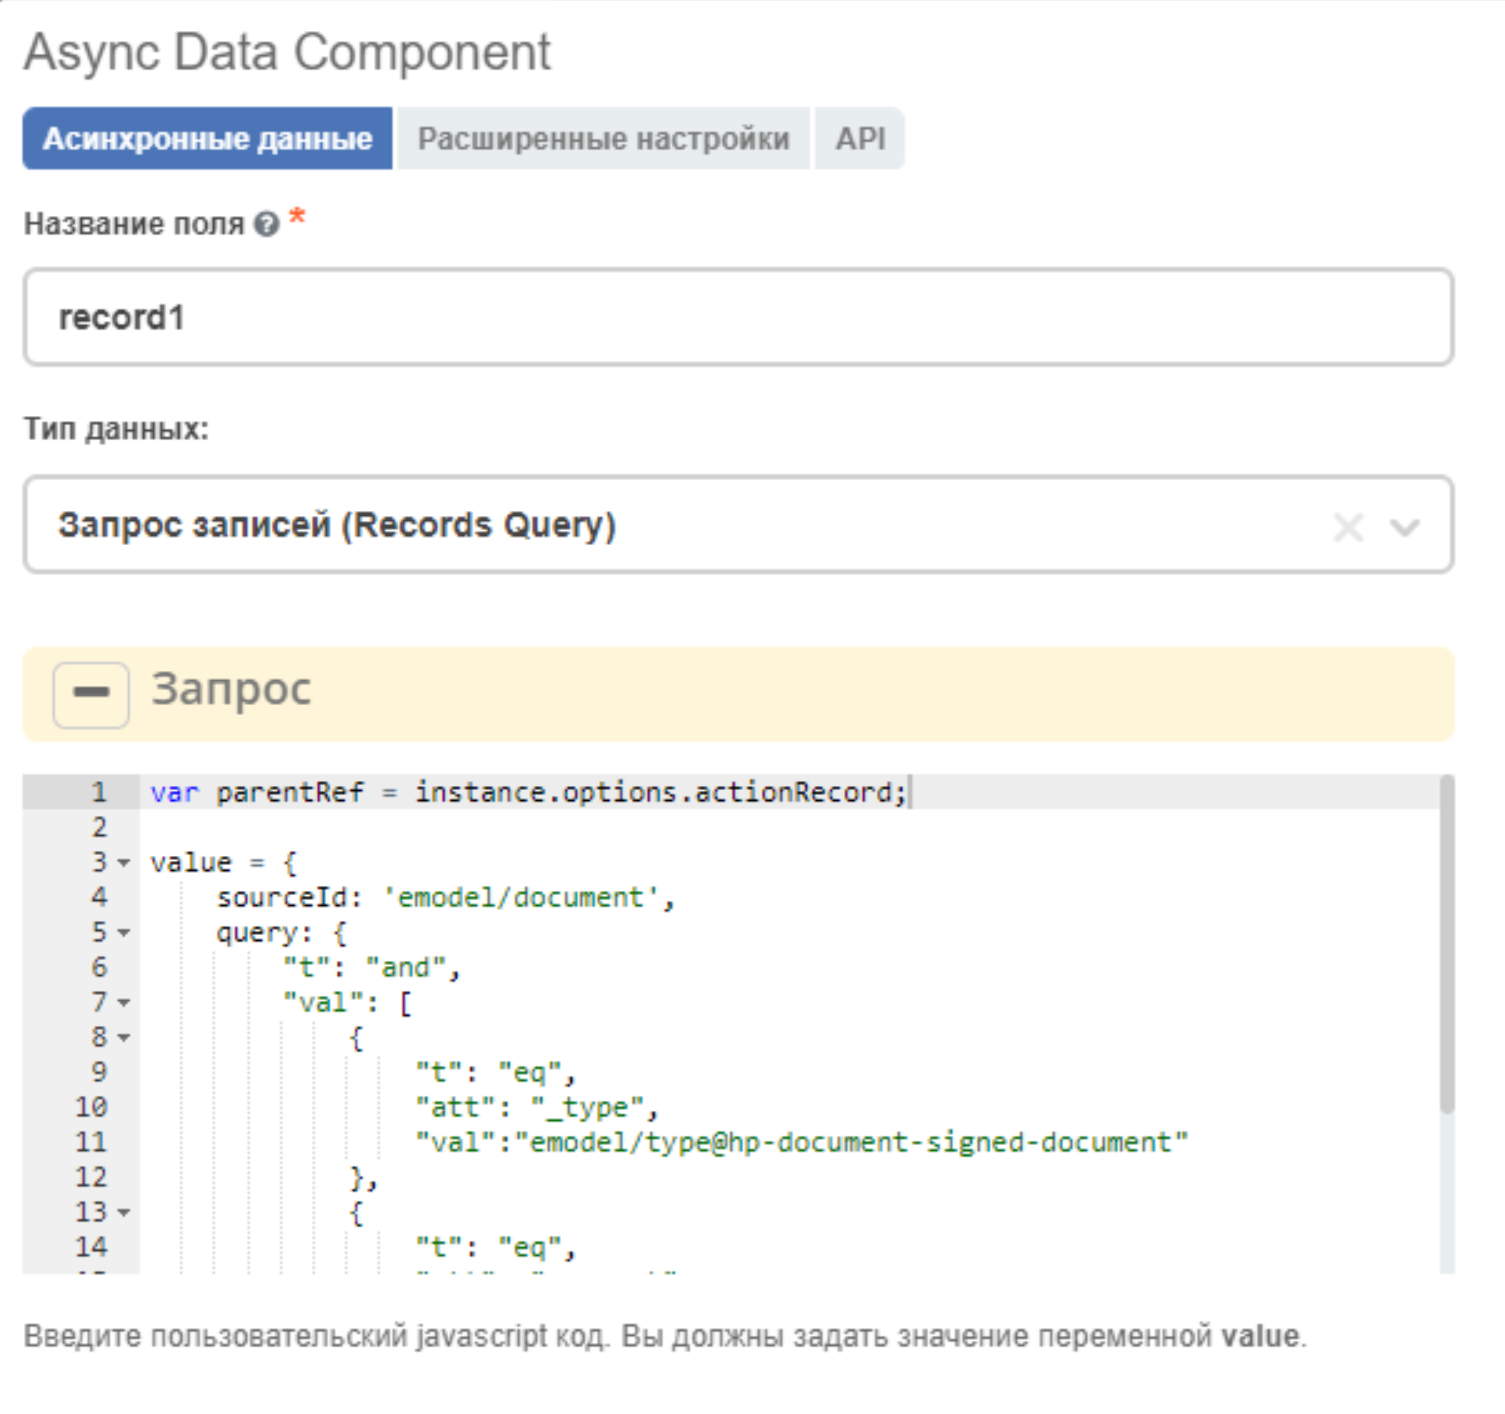 Async Data Component
Асинхронные данные Расширенные настройки API
Название поля ? *
record1
Тип данных:
Запрос записей (Records Query)
Запрос
1 var parentRef = instance.options.actionRecord;
2
3 value = {
4 sourceId: 'emodel/document',
5 query: {
6 "t": "and",
7 "val": [
8 {
9 "t": "eq",
10 "att": "_type",
11 "val":"emodel/type@hp-document-signed-document"
12 },
13 {
14 "t": "eq",
Введите пользовательский javascript код. Вы должны задать значение переменной value.